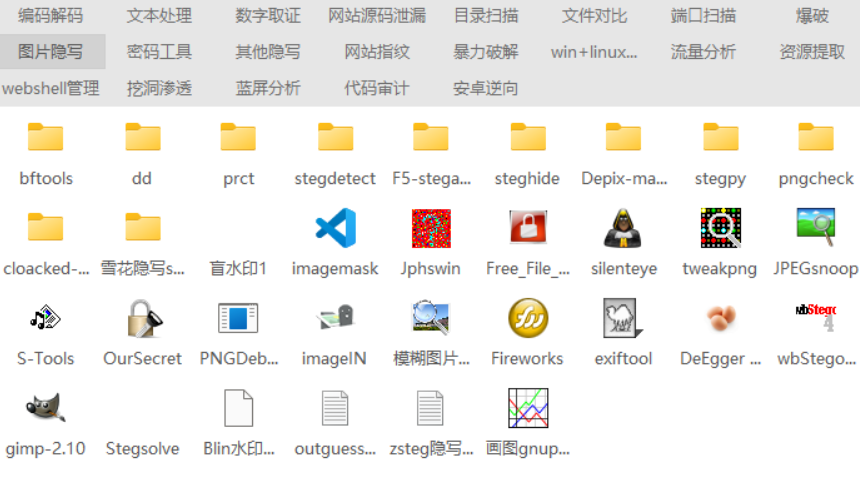 编码解码 文本处理 数字取证 网站源码泄漏 目录扫描 文件对比 端口扫描 爆破
图片隐写 密码工具 其他隐写 网站指纹 暴力破解 win+linux... 流量分析 资源提取
webshell管理 挖洞渗透 蓝屏分析 代码审计 安卓逆向
bftools dd prct stegdetect F5-stega... steghide Depix-ma... stegpy pngcheck
cloacked-... 雪花隐写s... 盲水印1 imagemask Jphswin Free_File_... silenteye tweakpng JPEGsnoop
S-Tools OurSecret PNGDeb... imageIN 模糊图片... Fireworks exiftool DeEgger ... wbStego...
gimp-2.10 Stegsolve Blin水印... outguess... zsteg隐写... 画图gnup...